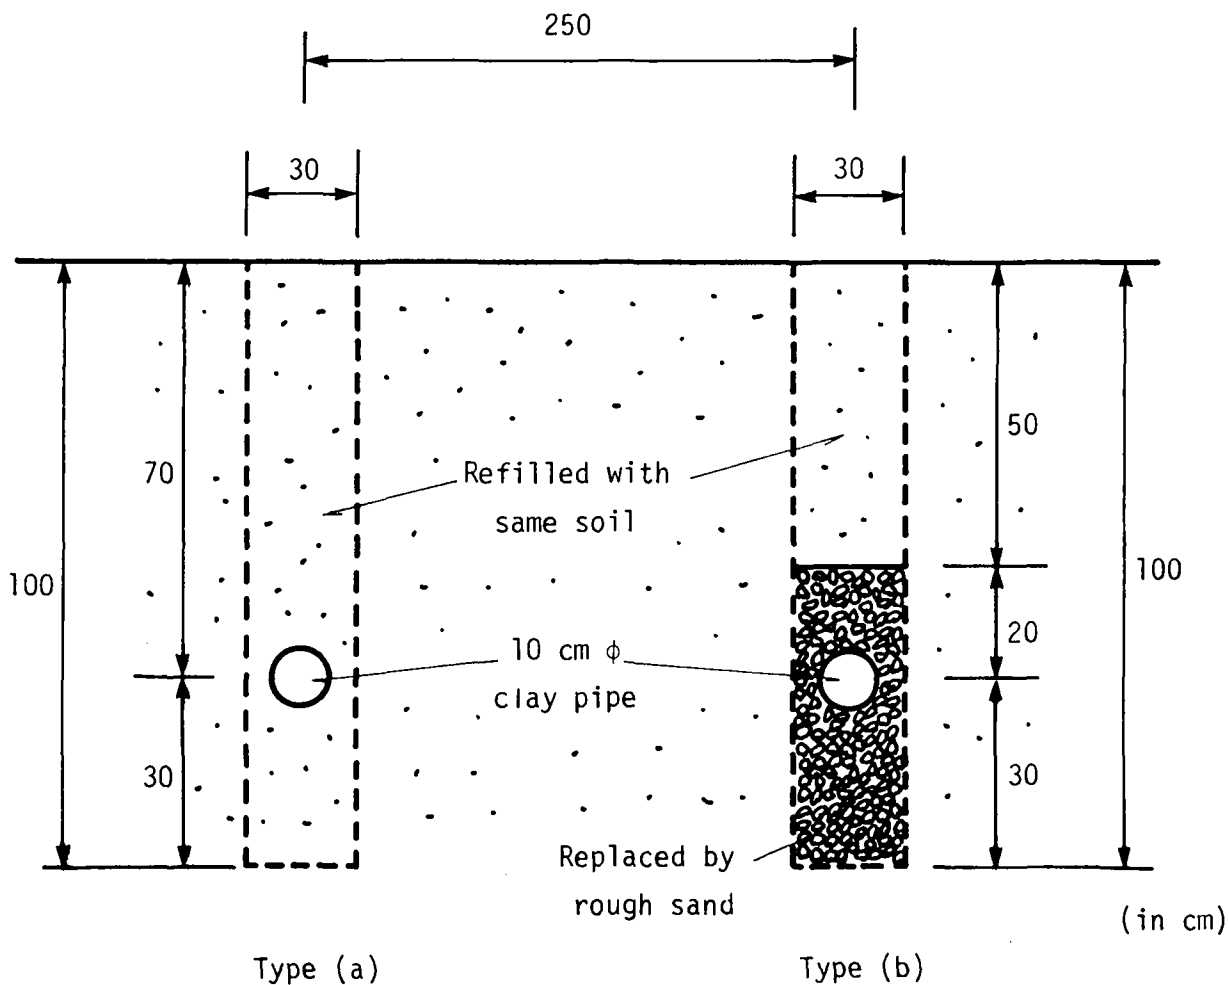 250
30
30
50
70
Refilled with
same soil
100
100
20
10 cm φ
clay pipe
30
30
Replaced by
rough sand
(in cm)
Type (a)
Type (b)